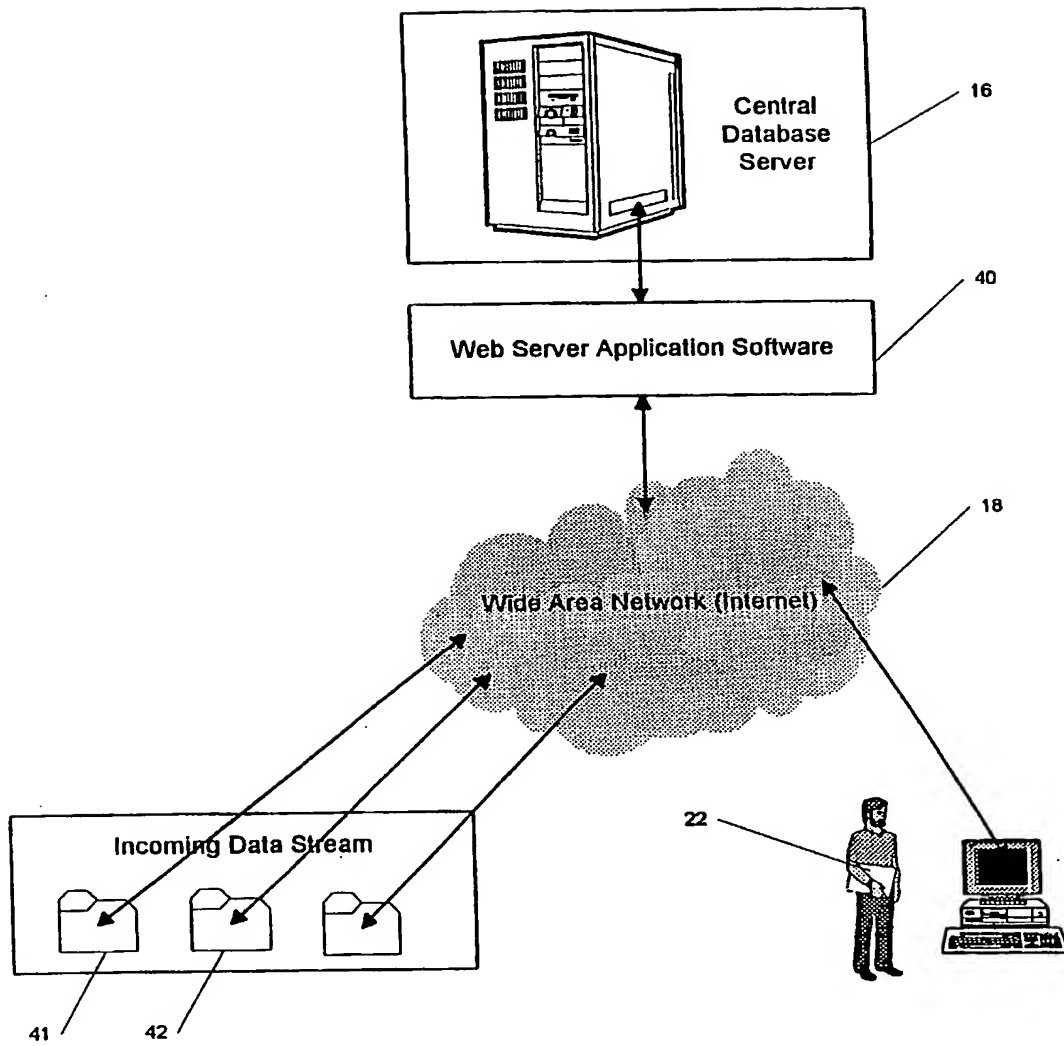 Central
Database
Server
16
40
Web Server Application Software
18
Wide Area Network (Internet)
Incoming Data Stream
22
41
42